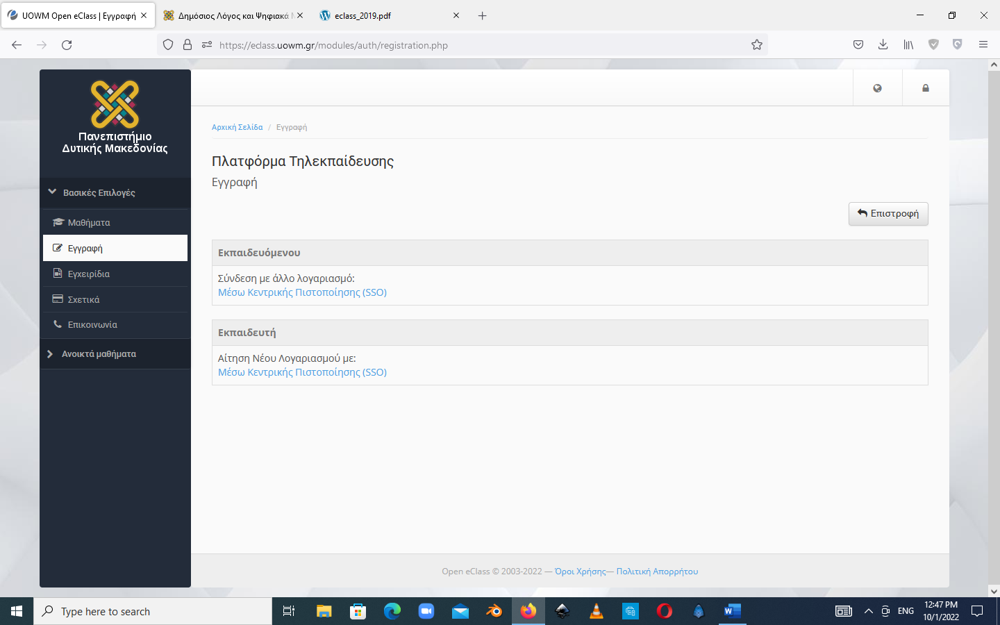 UOWM Open eClass | Εγγραφή
Δημόσιος Λόγος και Ψηφιακά
eclass_2019.pdf
https://eclass.uowm.gr/modules/auth/registration.php
Πανεπιστήμιο
Δυτικής Μακεδονίας
Βασικές Επιλογές
Μαθήματα
Εγγραφή
Εγχειρίδια
Σχετικά
Επικοινωνία
Ανοικτά μαθήματα
Αρχική Σελίδα / Εγγραφή
Πλατφόρμα Τηλεκπαίδευσης
Εγγραφή
Επιστροφή
Εκπαιδευόμενου
Σύνδεση με άλλο λογαριασμό:
Μέσω Κεντρικής Πιστοποίησης (SSO)
Εκπαιδευτή
Αίτηση Νέου Λογαριασμού με:
Μέσω Κεντρικής Πιστοποίησης (SSO)
Open eClass © 2003-2022 — Όροι Χρήσης— Πολιτική Απορρήτου
Type here to search
ENG
12:47 PM
10/1/2022